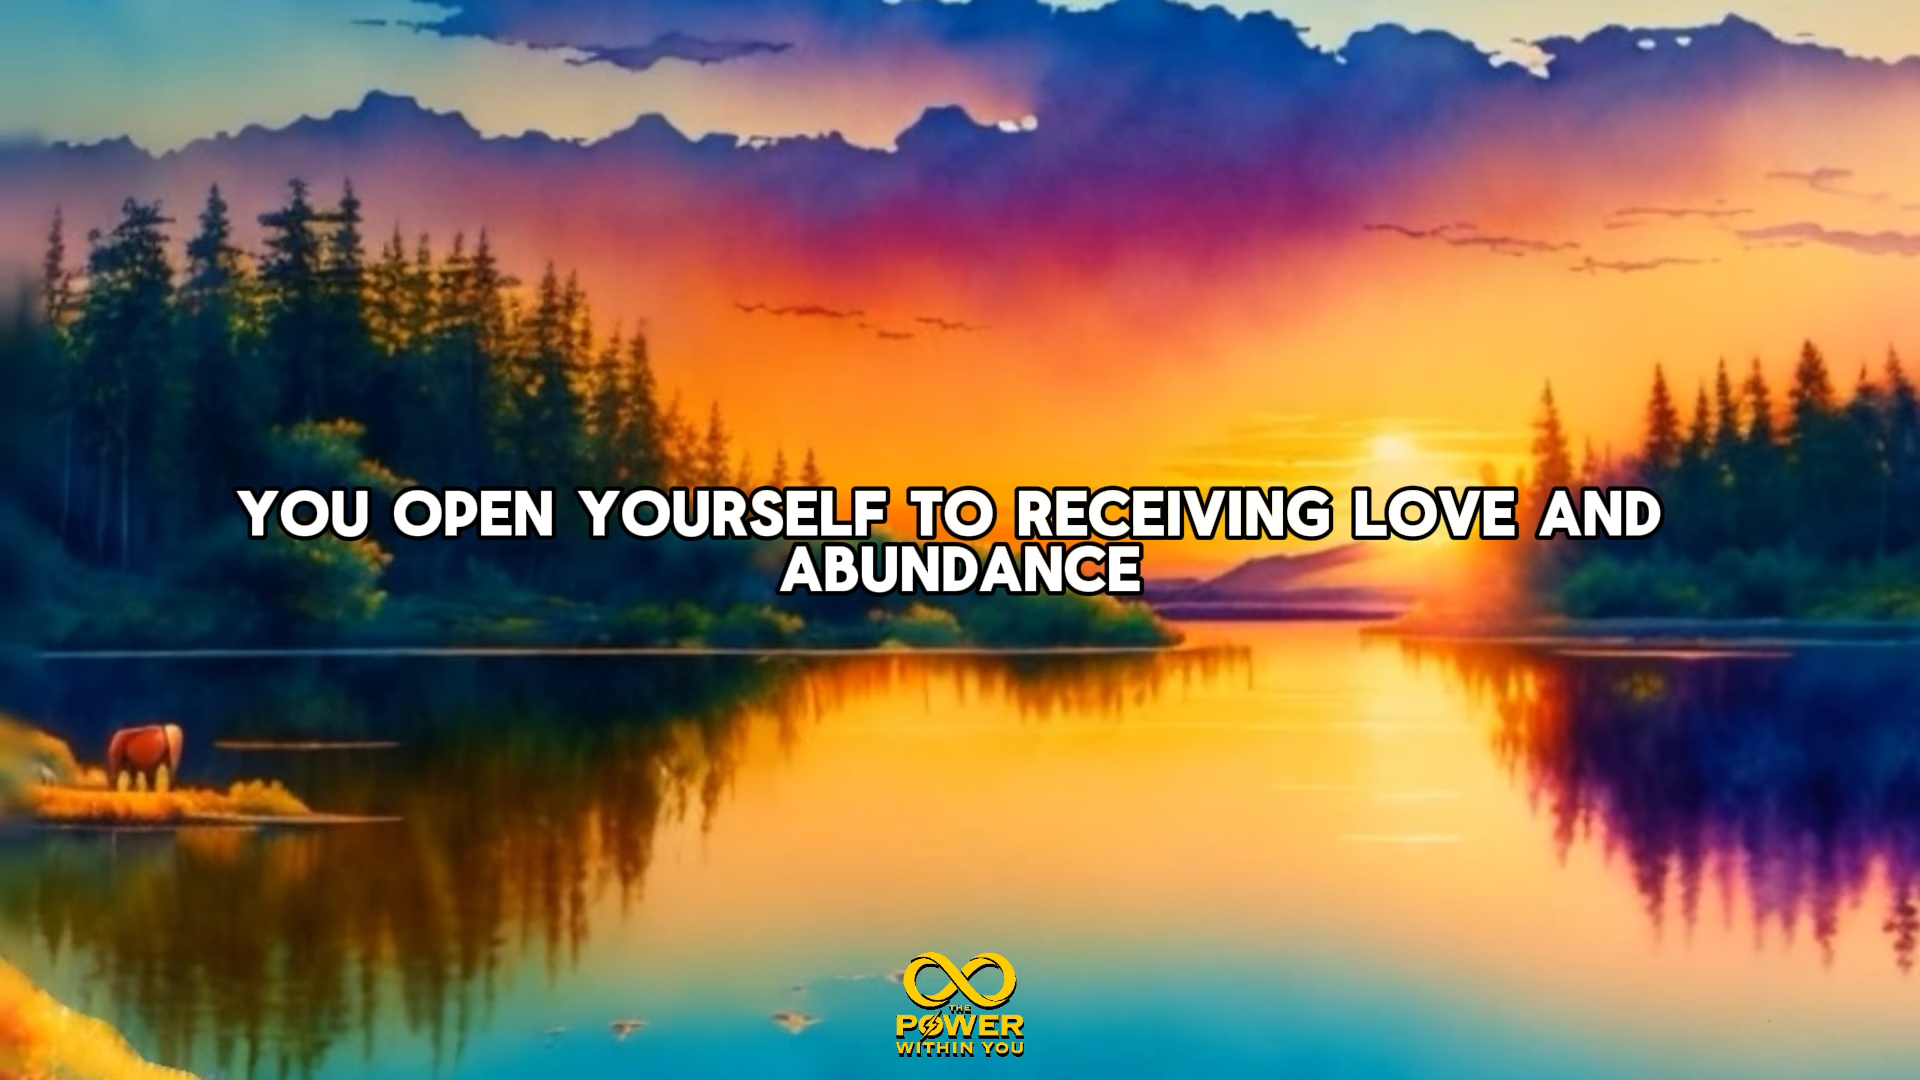 YOU OPEN YOURSELF TO RECEIVING LOVE AND
ABUNDANCE
THE
POWER
WITHIN YOU